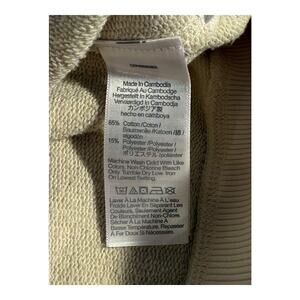 Made In Cambodia
Fabriqué Au Cambodge
Hergestellt In Kambodscha
Vervaardigd In Cambodja
カンボジア製
hecho en camboya
85% Cotton /Coton /
Baumwolle /Katoen / 綿 /
algodón
15% Polyester /Polyester /
Polyester /Polyester /
ポリエステル /poliéster
Machine Wash Cold With Like
Colors, Non-Chlorine Bleach
Only. Tumble Dry Low. Iron
On Lowest Setting.
Laver À La Machine À L'Eau
Froide Laver En Séparant Les
Couleurs, Seulement Agent
De Blanchiment Non-Chlore.
Sécher À La Machine À
Basse Température. Repasser
À Fer Doux Si Nécessaire.